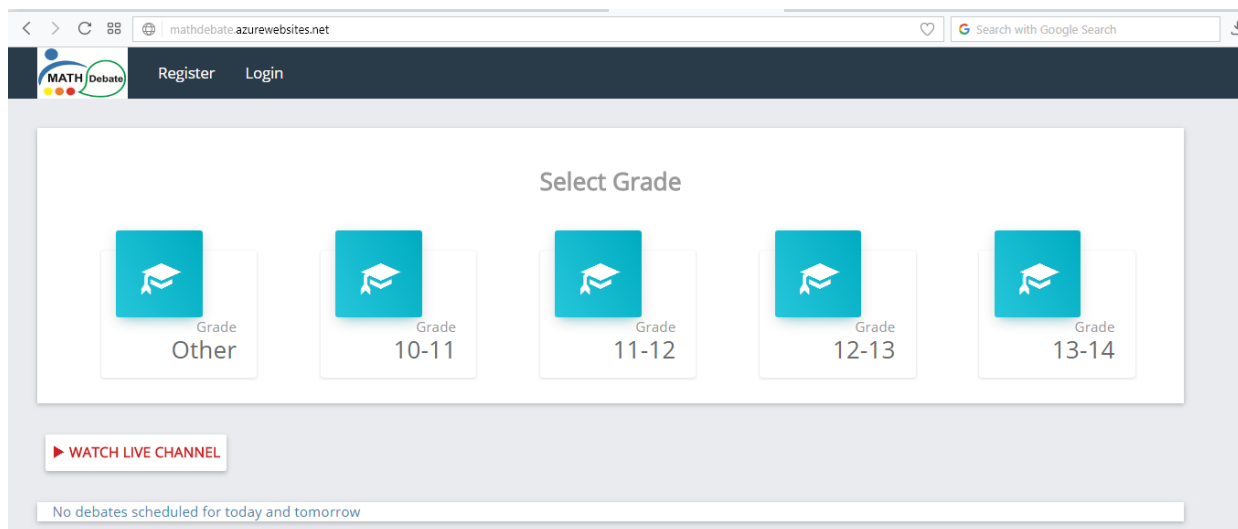 mathdebate.azurewebsites.net
G Search with Google Search
MATH Debate Register Login
Select Grade
Grade Grade Grade Grade Grade
Other 10-11 11-12 12-13 13-14
WATCH LIVE CHANNEL
No debates scheduled for today and tomorrow